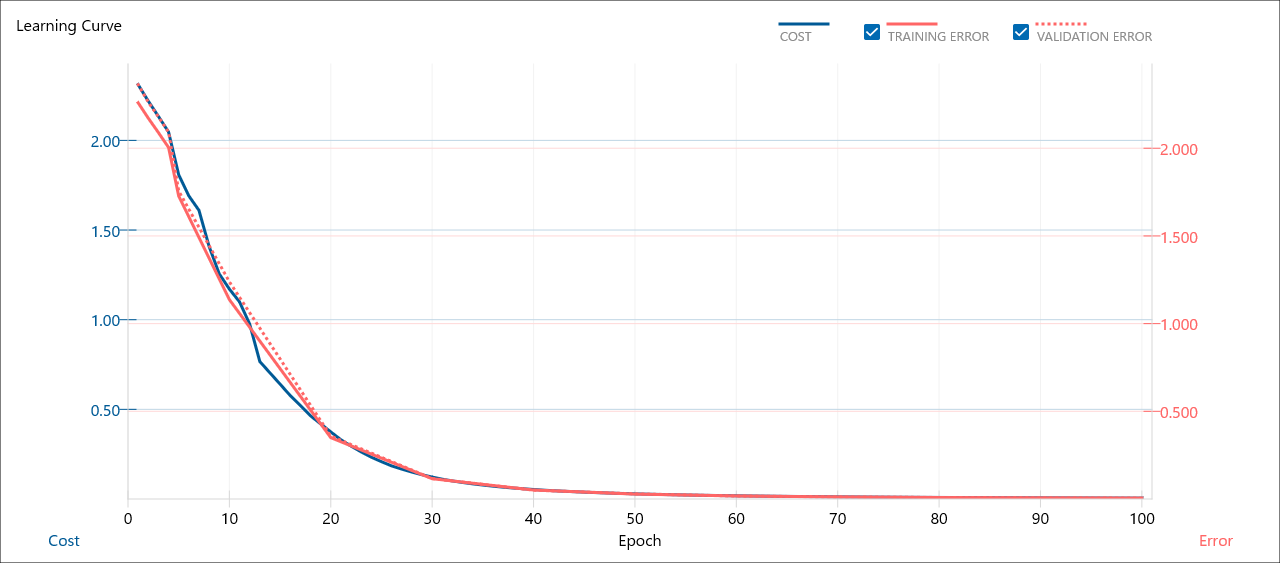 Learning Curve
COST
TRAINING ERROR
VALIDATION ERROR
2.00
2.000
1.50
1.500
1.00
1.000
0.50
0.500
0 10 20 30 40 50 60 70 80 90 100
Cost Epoch Error